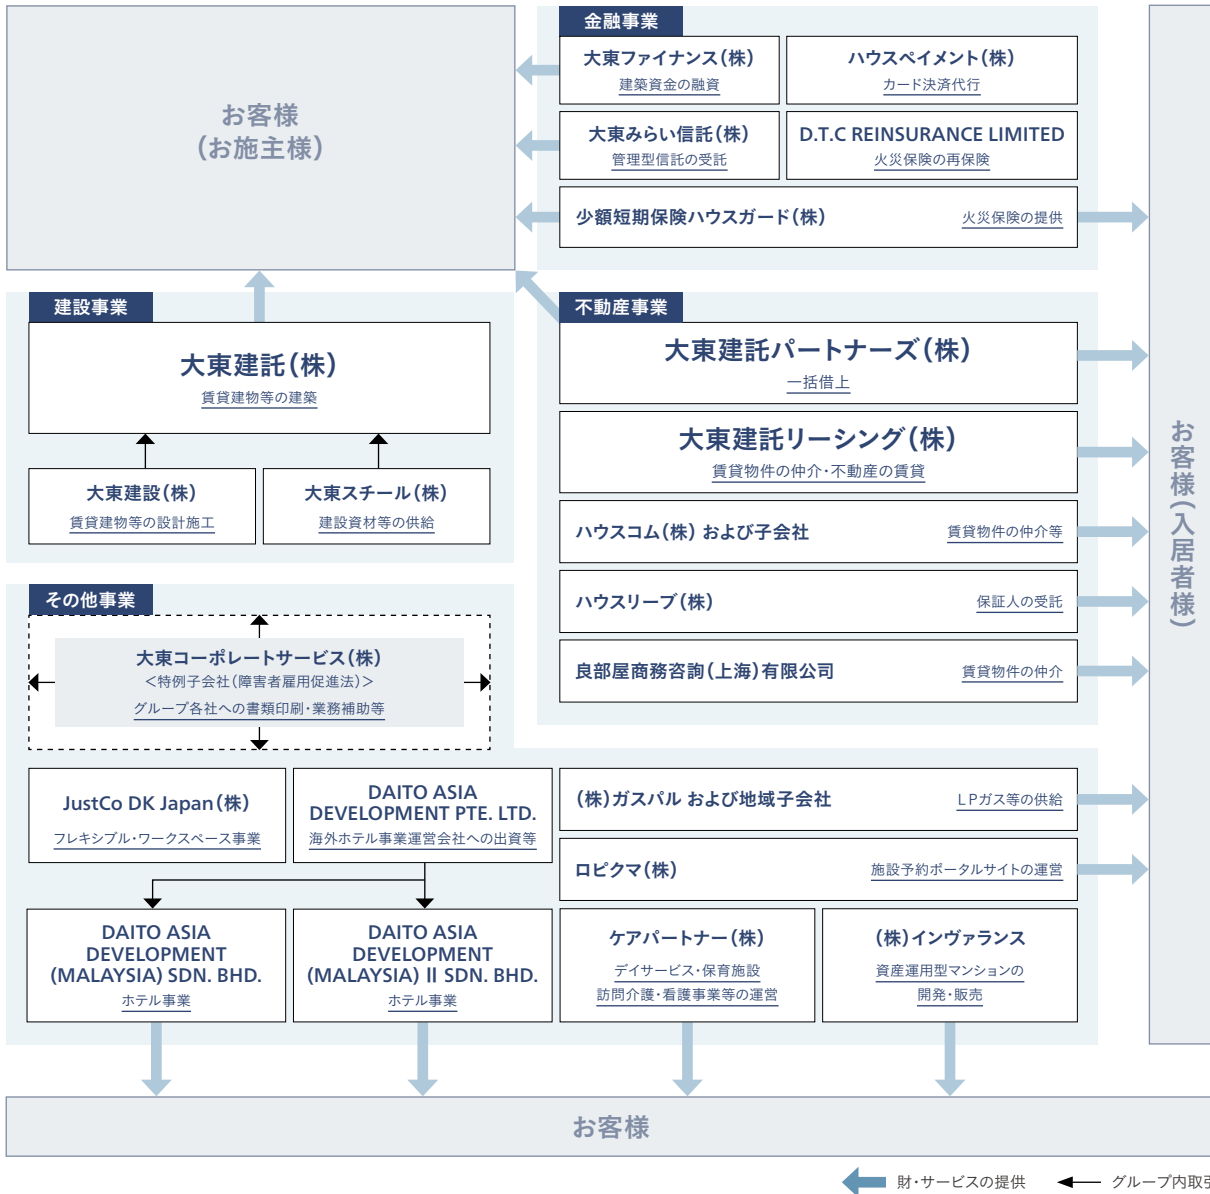 お客様
(お施主様)
金融事業
大東ファイナンス(株)
建築資金の融資
ハウスペイメント(株)
カード決済代行
大東みらい信託(株)
管理型信託の受託
D.T.C REINSURANCE LIMITED
火災保険の再保険
少額短期保険ハウスガード(株)
火災保険の提供
建設事業
大東建託(株)
賃貸建物等の建築
大東建設(株)
賃貸建物等の設計施工
大東スチール(株)
建設資材等の供給
不動産事業
大東建託パートナーズ(株)
一括借上
大東建託リーシング(株)
賃貸物件の仲介・不動産の賃貸
ハウスコム(株) および子会社
賃貸物件の仲介等
ハウスリーブ(株)
保証人の受託
良部屋商務咨詢(上海)有限公司
賃貸物件の仲介
お客様(入居者様)
その他事業
大東コーポレートサービス(株)
<特例子会社(障害者雇用促進法)>
グループ各社への書類印刷・業務補助等
JustCo DK Japan(株)
フレキシブル・ワークスペース事業
DAITO ASIA
DEVELOPMENT PTE. LTD.
海外ホテル事業運営会社への出資等
(株)ガスパル および地域子会社
LPガス等の供給
ロピクマ(株)
施設予約ポータルサイトの運営
DAITO ASIA
DEVELOPMENT
(MALAYSIA) SDN. BHD.
ホテル事業
DAITO ASIA
DEVELOPMENT
(MALAYSIA) II SDN. BHD.
ホテル事業
ケアパートナー(株)
デイサービス・保育施設
訪問介護・看護事業等の運営
(株)インヴァランス
資産運用型マンションの
開発・販売
お客様
財・サービスの提供
グループ内取引